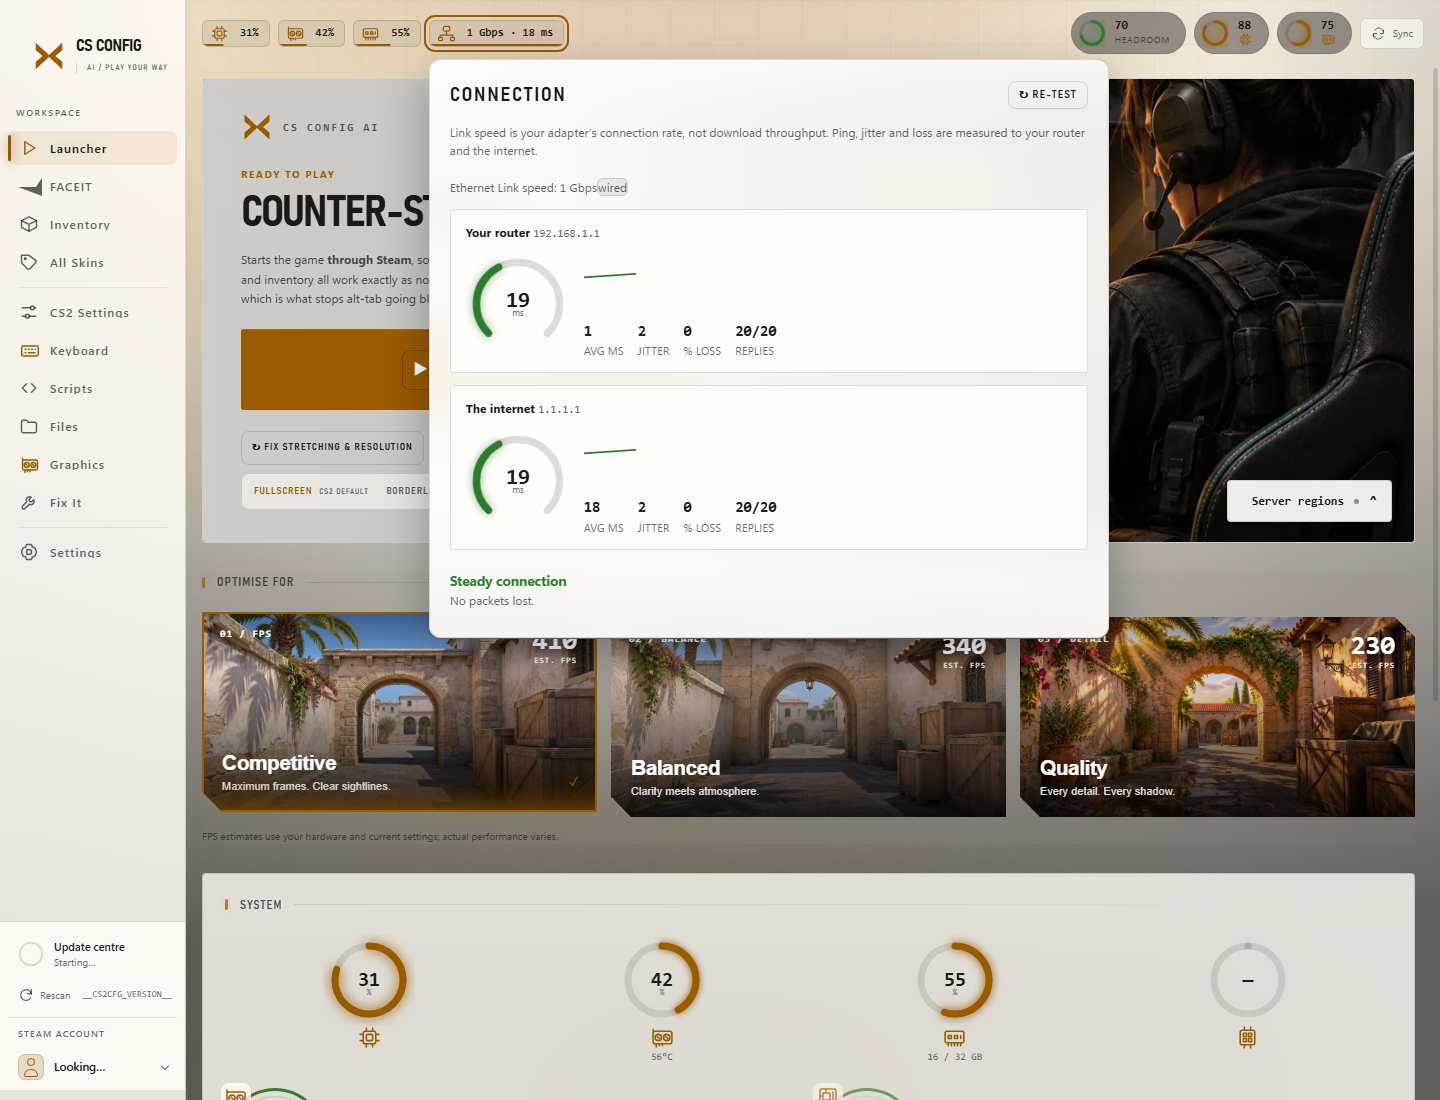 CS CONFIG
AI / PLAY YOUR WAY
WORKSPACE
Launcher
FACEIT
Inventory
All Skins
CS2 Settings
Keyboard
Scripts
Files
Graphics
Fix It
Settings
Update centre
Starting...
Rescan __CS2CFG_VERSION__
STEAM ACCOUNT
Looking...
31%
42%
55%
1 Gbps · 18 ms
70
HEADROOM
88
75
Sync
CS CONFIG AI
READY TO PLAY
COUNTER-ST
Starts the game through Steam, so
and inventory all work exactly as no
which is what stops alt-tab going bl
↻ FIX STRETCHING & RESOLUTION
FULLSCREEN CS2 DEFAULT BORDERL
CONNECTION
↻ RE-TEST
Link speed is your adapter's connection rate, not download throughput. Ping, jitter and loss are measured to your router
and the internet.
Ethernet Link speed: 1 Gbps wired
Your router 192.168.1.1
19
ms
1 2 0 20/20
AVG MS JITTER % LOSS REPLIES
The internet 1.1.1.1
19
ms
18 2 0 20/20
AVG MS JITTER % LOSS REPLIES
Steady connection
No packets lost.
Server regions ^
OPTIMISE FOR
01 / FPS
410
EST. FPS
Competitive
Maximum frames. Clear sightlines.
02 / BALANCE
340
EST. FPS
Balanced
Clarity meets atmosphere.
03 / DETAIL
230
EST. FPS
Quality
Every detail. Every shadow.
FPS estimates use your hardware and current settings; actual performance varies.
SYSTEM
31
%
42
%
56°C
55
%
16 / 32 GB
—